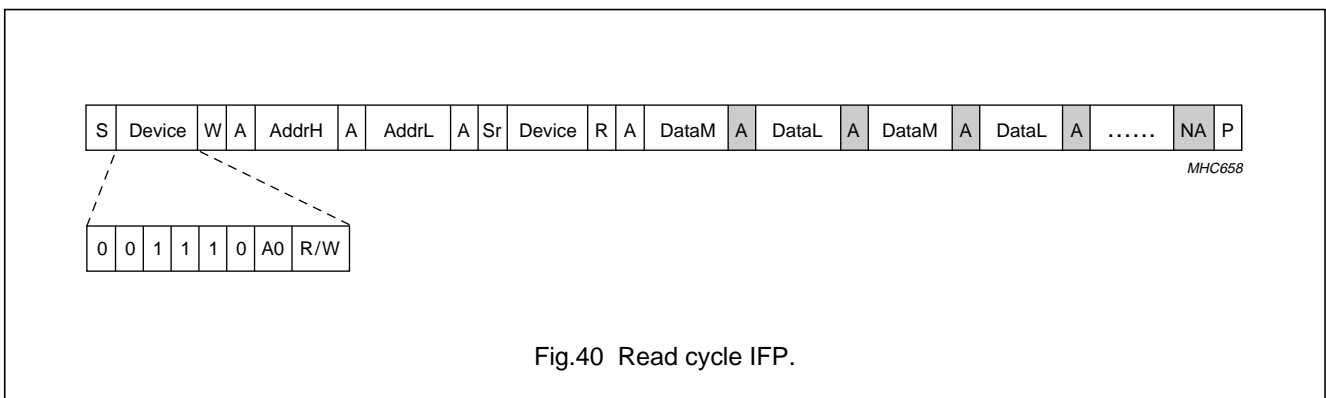 S Device W A AddrH A AddrL A Sr Device R A DataM A DataL A DataM A DataL A ...... NA P
MHC658
0 0 1 1 1 0 A0 R/W
Fig.40 Read cycle IFP.